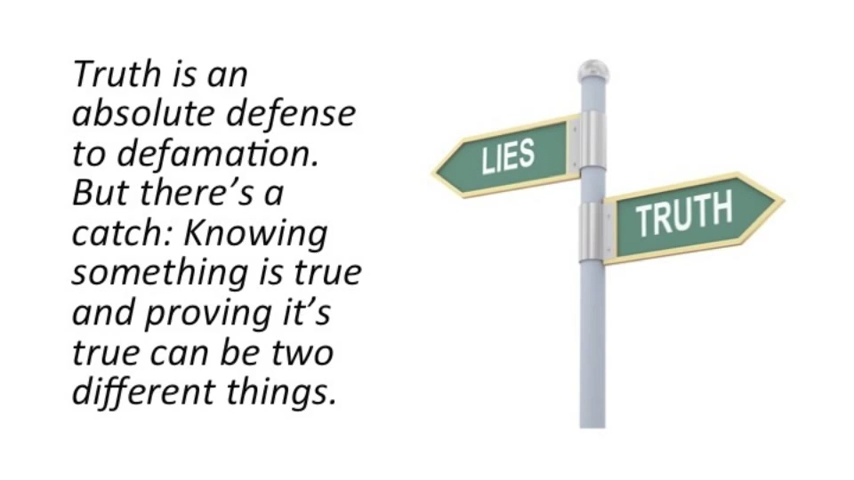 Truth is an
absolute defense
to defamation.
But there’s a
catch: Knowing
something is true
and proving it’s
true can be two
different things.
LIES
TRUTH